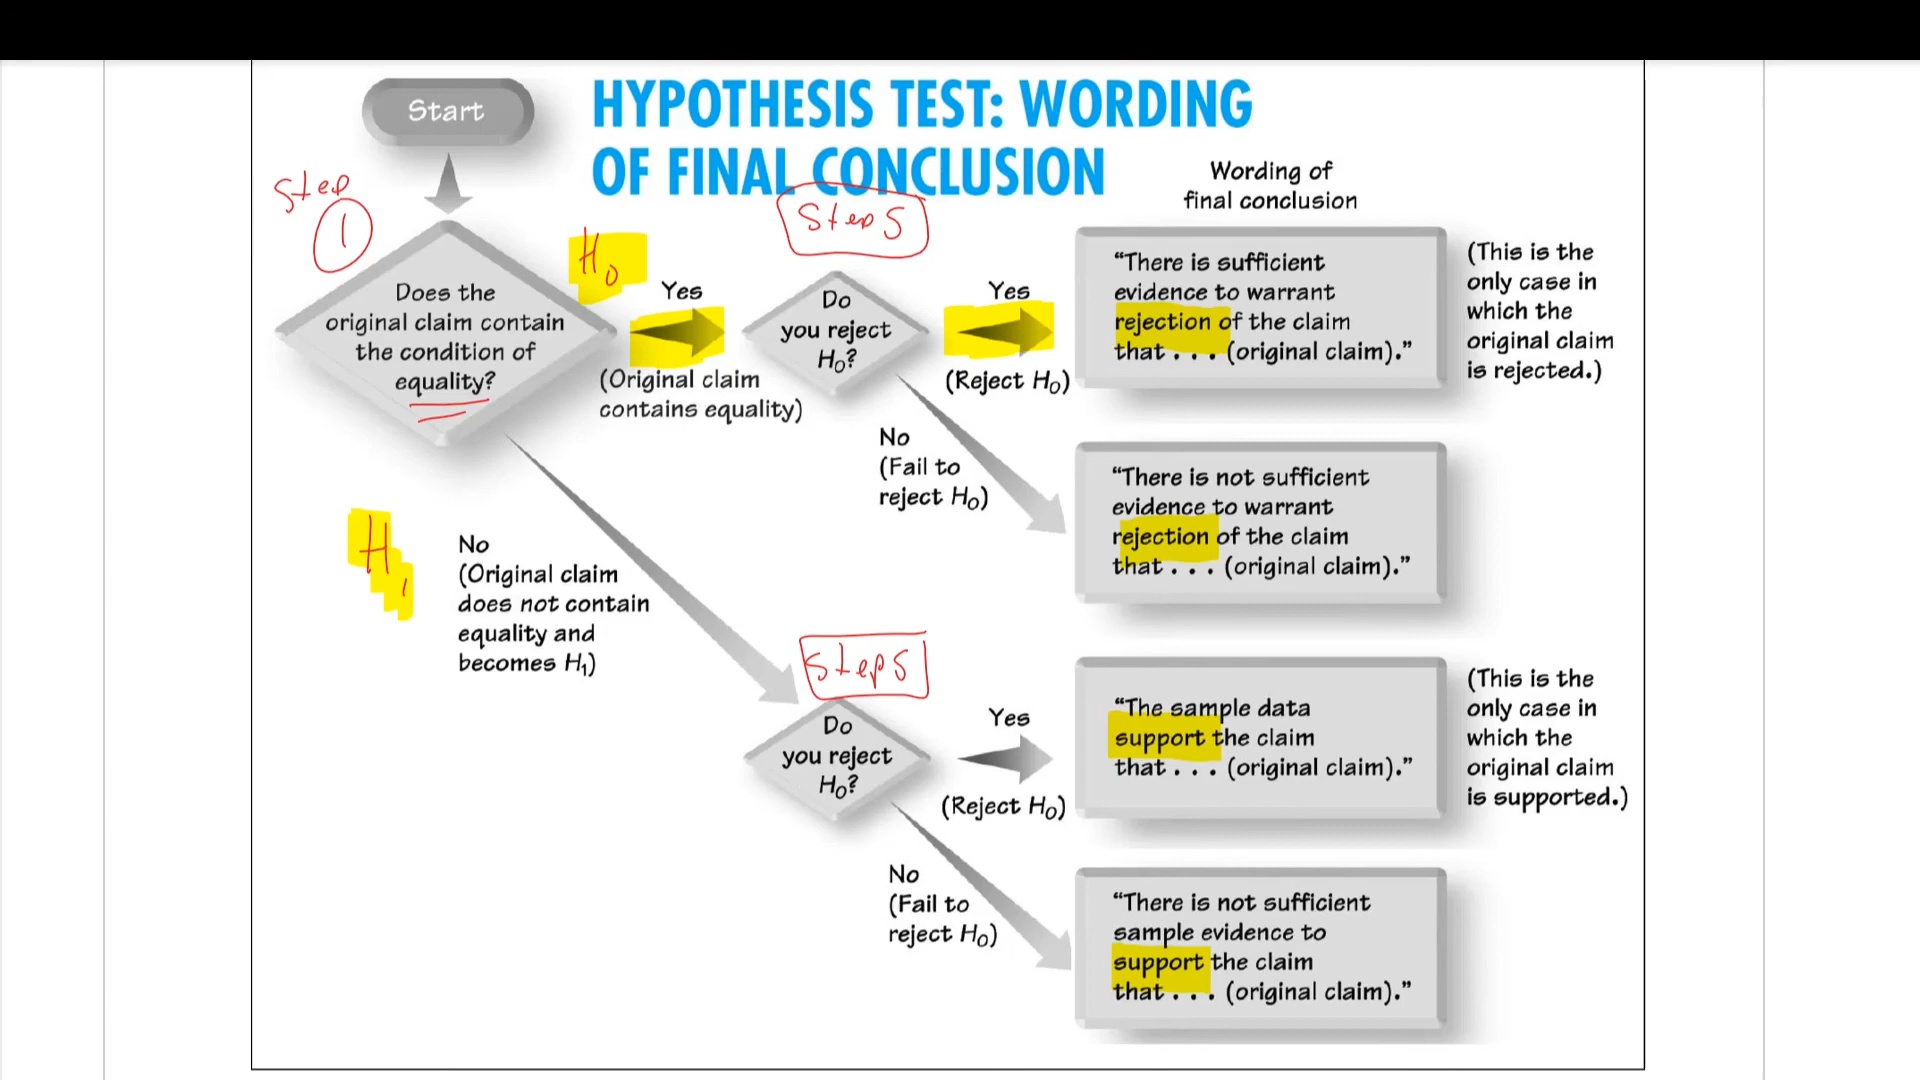 Start
HYPOTHESIS TEST: WORDING
OF FINAL CONCLUSION
Step
1
Does the
original claim contain
the condition of
equality?
H0
Yes
(Original claim
contains equality)
Step 5
Do
you reject
H0?
Yes
(Reject H0)
Wording of
final conclusion
“There is sufficient
evidence to warrant
rejection of the claim
that . . . (original claim).”
(This is the
only case in
which the
original claim
is rejected.)
No
(Fail to
reject H0)
“There is not sufficient
evidence to warrant
rejection of the claim
that . . . (original claim).”
H1
No
(Original claim
does not contain
equality and
becomes H1)
Step 5
Do
you reject
H0?
Yes
(Reject H0)
“The sample data
support the claim
that . . . (original claim).”
(This is the
only case in
which the
original claim
is supported.)
No
(Fail to
reject H0)
“There is not sufficient
sample evidence to
support the claim
that . . . (original claim).”